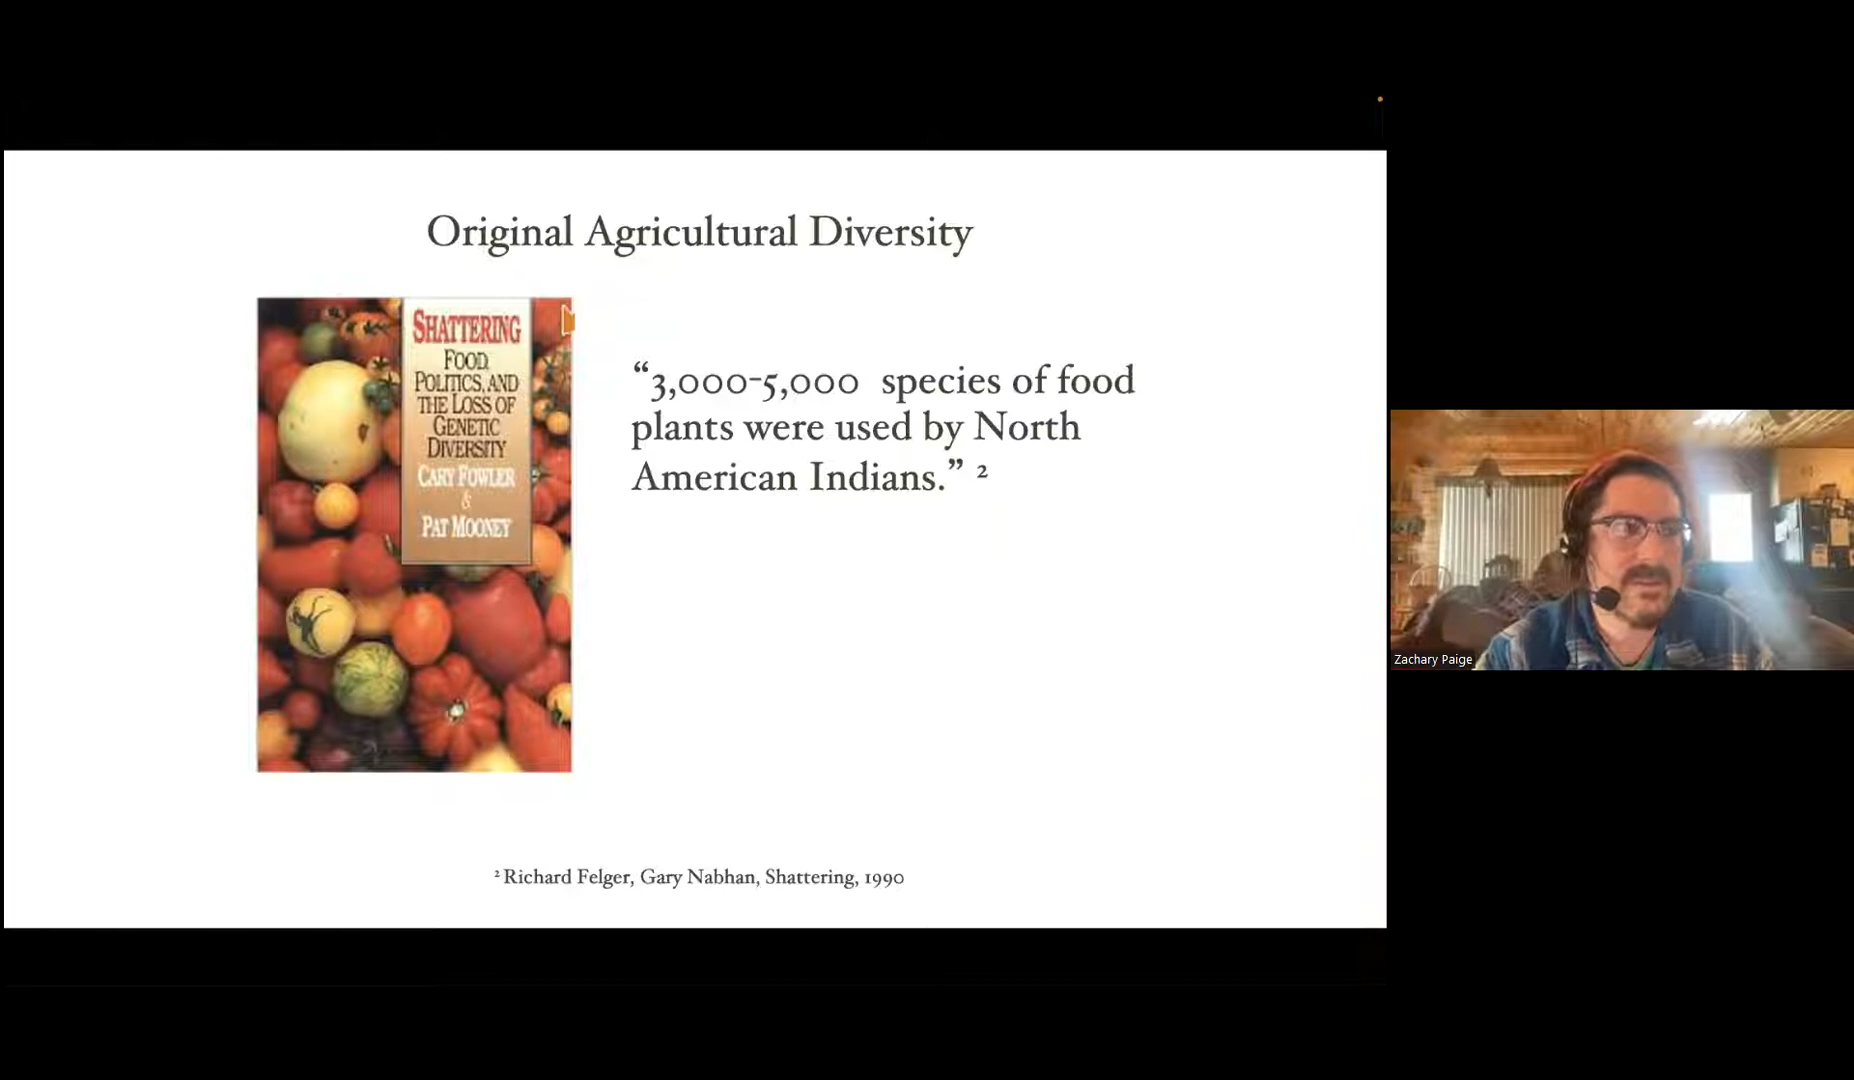 Original Agricultural Diversity
SHATTERING
FOOD,
POLITICS, AND
THE LOSS OF
GENETIC
DIVERSITY
CARY FOWLER
&
PAT MOONEY
“3,000-5,000 species of food
plants were used by North
American Indians.” ²
² Richard Felger, Gary Nabhan, Shattering, 1990
Zachary Paige